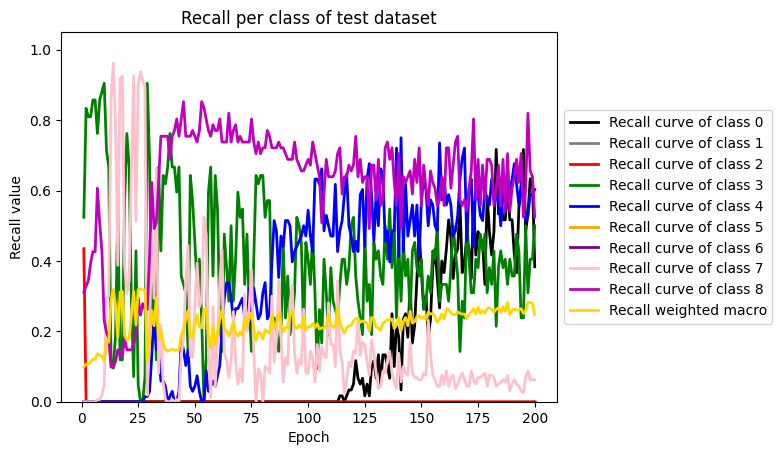 Recall per class of test dataset
1.0
0.8
0.6
0.4
0.2
0.0
Recall value
0
25
50
75
100
125
150
175
200
Epoch
Recall curve of class 0
Recall curve of class 1
Recall curve of class 2
Recall curve of class 3
Recall curve of class 4
Recall curve of class 5
Recall curve of class 6
Recall curve of class 7
Recall curve of class 8
Recall weighted macro